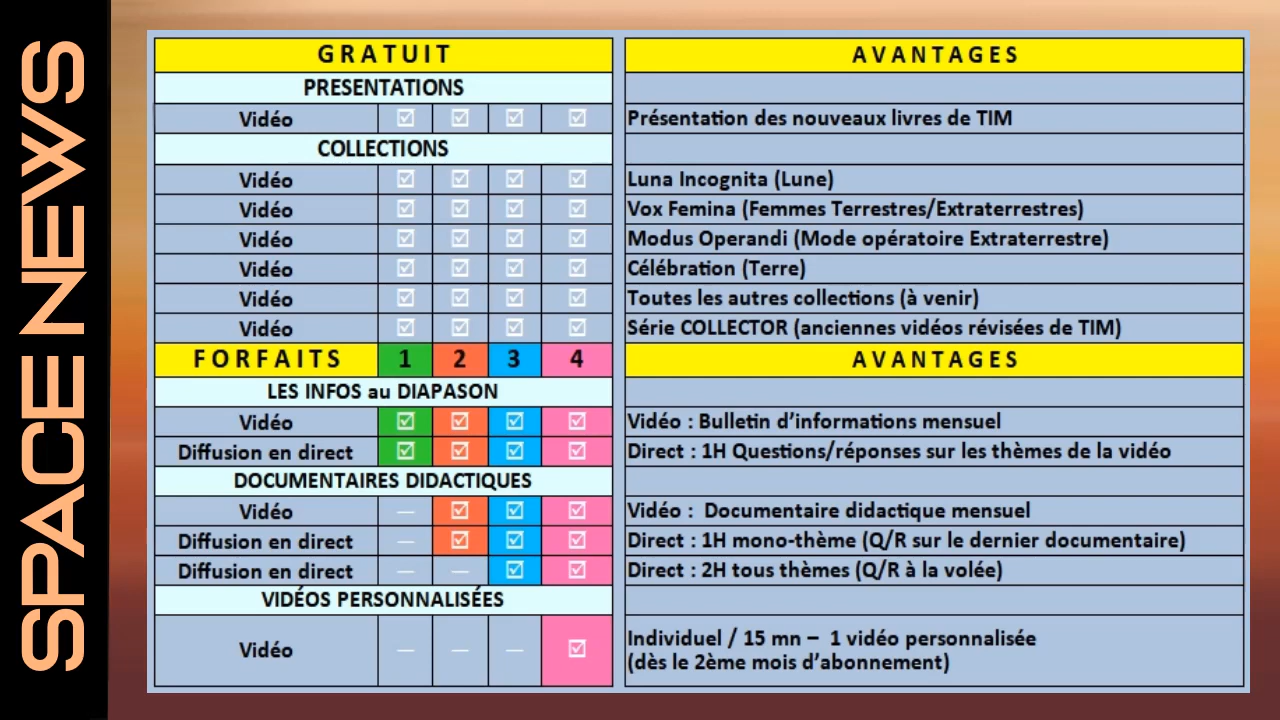 SPACE NEWS
GRATUIT AVANTAGES
PRESENTATIONS
Vidéo ☑ ☑ ☑ ☑ Présentation des nouveaux livres de TIM
COLLECTIONS
Vidéo ☑ ☑ ☑ ☑ Luna Incognita (Lune)
Vidéo ☑ ☑ ☑ ☑ Vox Femina (Femmes Terrestres/Extraterrestres)
Vidéo ☑ ☑ ☑ ☑ Modus Operandi (Mode opératoire Extraterrestre)
Vidéo ☑ ☑ ☑ ☑ Célébration (Terre)
Vidéo ☑ ☑ ☑ ☑ Toutes les autres collections (à venir)
Vidéo ☑ ☑ ☑ ☑ Série COLLECTOR (anciennes vidéos révisées de TIM)
FORFAITS 1 2 3 4 AVANTAGES
LES INFOS au DIAPASON
Vidéo ☑ ☑ ☑ ☑ Vidéo : Bulletin d’informations mensuel
Diffusion en direct ☑ ☑ ☑ ☑ Direct : 1H Questions/réponses sur les thèmes de la vidéo
DOCUMENTAIRES DIDACTIQUES
Vidéo — ☑ ☑ ☑ Vidéo : Documentaire didactique mensuel
Diffusion en direct — ☑ ☑ ☑ Direct : 1H mono-thème (Q/R sur le dernier documentaire)
Diffusion en direct — — ☑ ☑ Direct : 2H tous thèmes (Q/R à la volée)
VIDÉOS PERSONNALISÉES
Vidéo — — — ☑ Individuel / 15 mn – 1 vidéo personnalisée
(dès le 2ème mois d’abonnement)